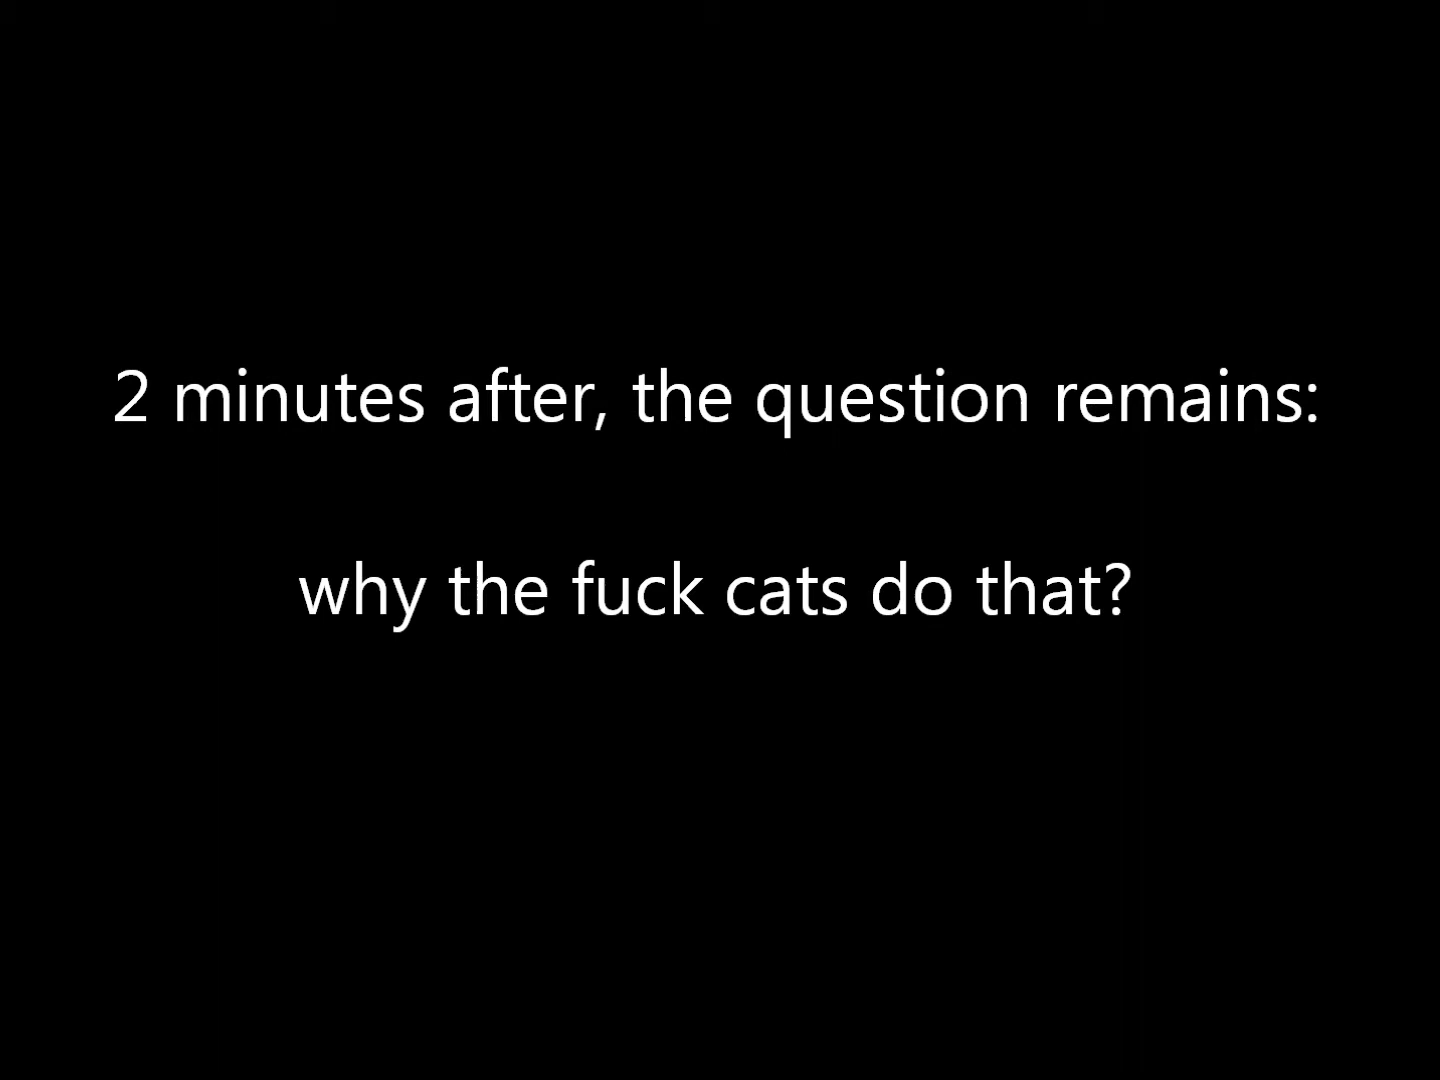 2 minutes after, the question remains:
why the fuck cats do that?